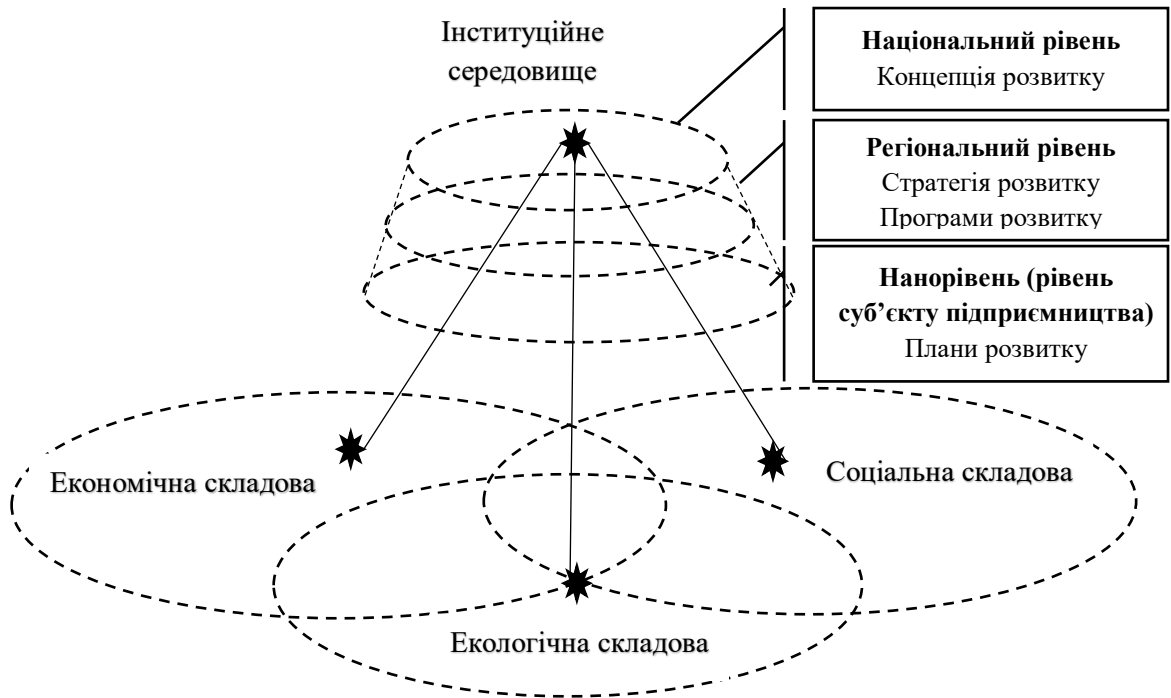 Інституційне
середовище
Національний рівень
Концепція розвитку
Регіональний рівень
Стратегія розвитку
Програми розвитку
Нанорівень (рівень
суб’єкту підприємництва)
Плани розвитку
Економічна складова
Соціальна складова
Екологічна складова